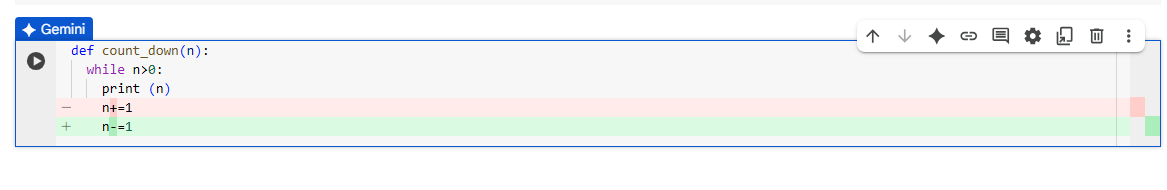 Gemini
def count_down(n):
while n>0:
print (n)
- n+=1
+ n-=1